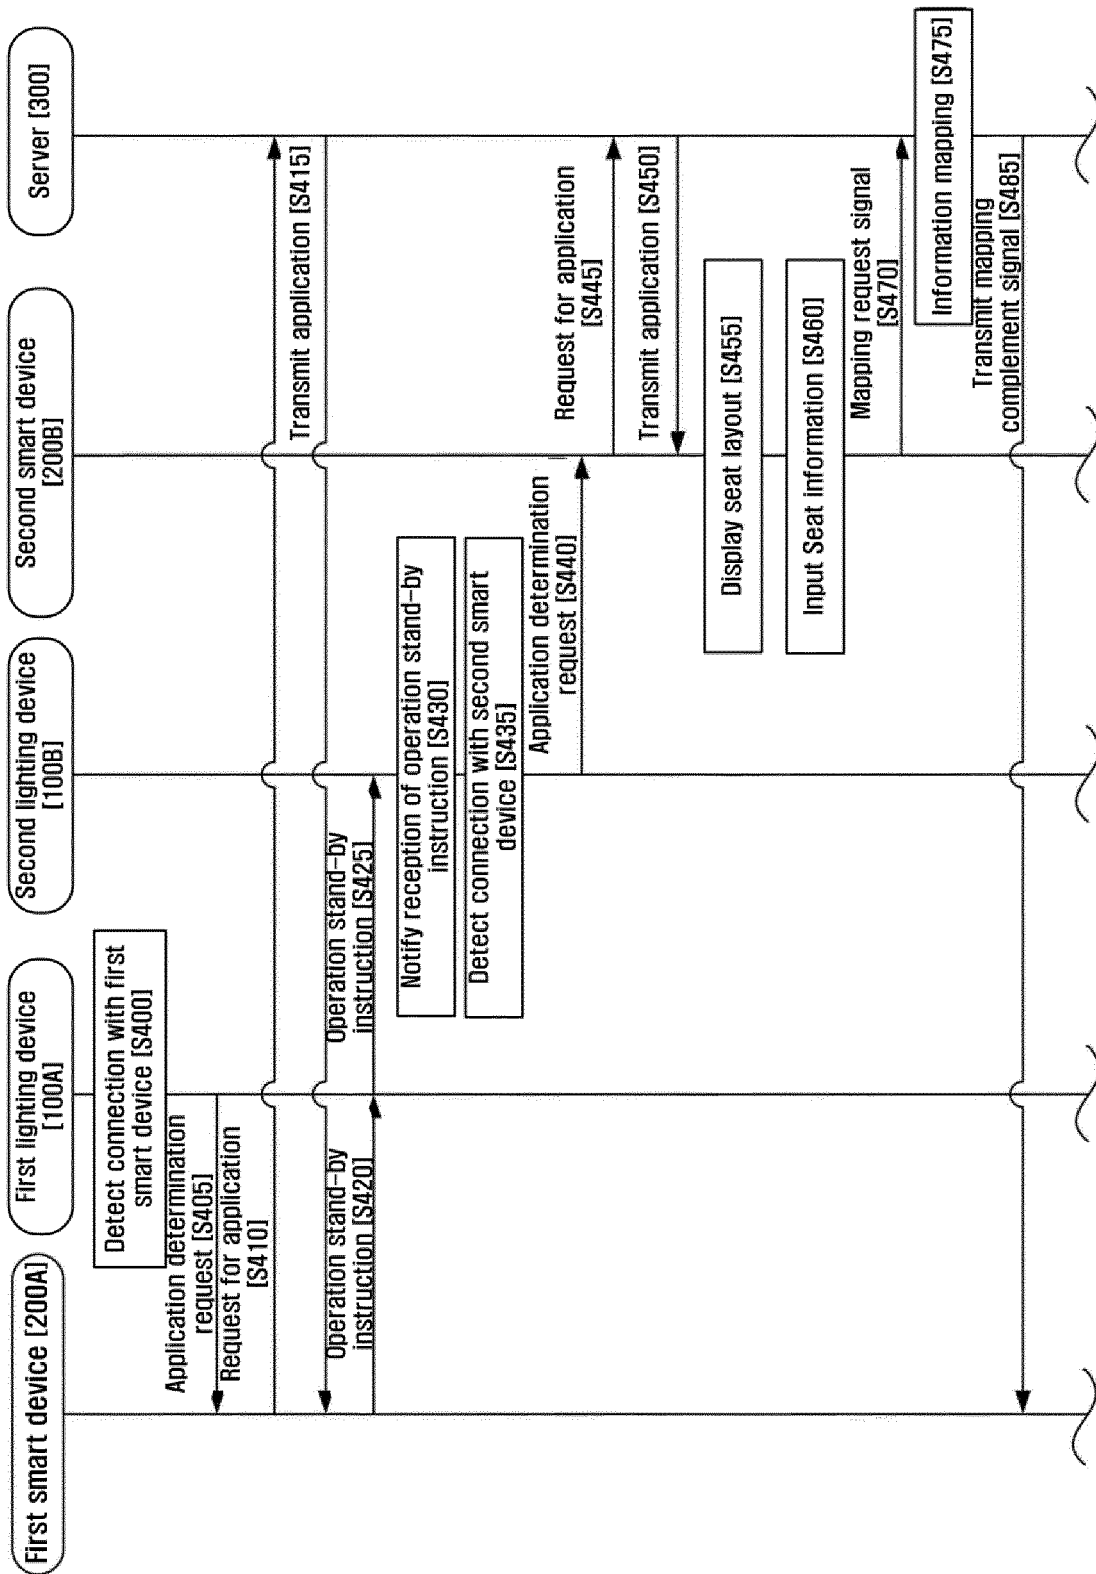 First smart device [200A]
First lighting device
[100A]
Second lighting device
[100B]
Second smart device
[200B]
Server [300]
Detect connection with first
smart device [S400]
Application determination
request [S405]
Request for application
[S410]
Transmit application [S415]
Operation stand-by
instruction [S420]
Operation stand-by
instruction [S425]
Notify reception of operation stand-by
instruction [S430]
Detect connection with second smart
device [S435]
Application determination
request [S440]
Request for application
[S445]
Transmit application [S450]
Display seat layout [S455]
Input Seat information [S460]
Mapping request signal
[S470]
Information mapping [S475]
Transmit mapping
complement signal [S485]